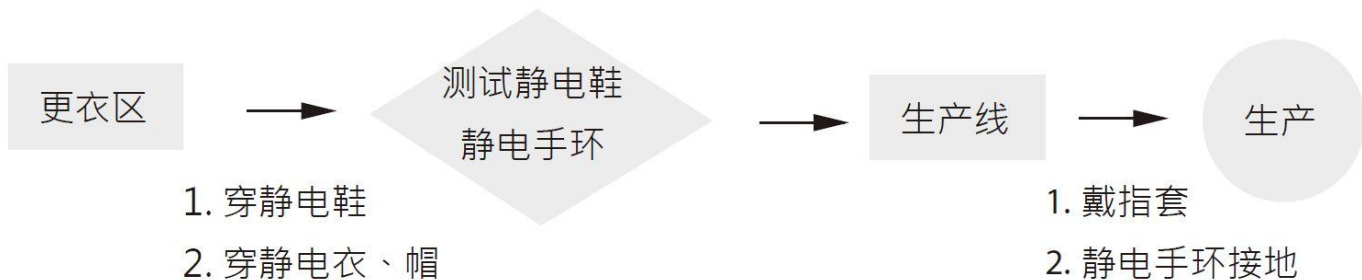 更衣区
测试静电鞋
静电手环
生产线
生产
1. 穿静电鞋
2. 穿静电衣、帽
1. 戴指套
2. 静电手环接地